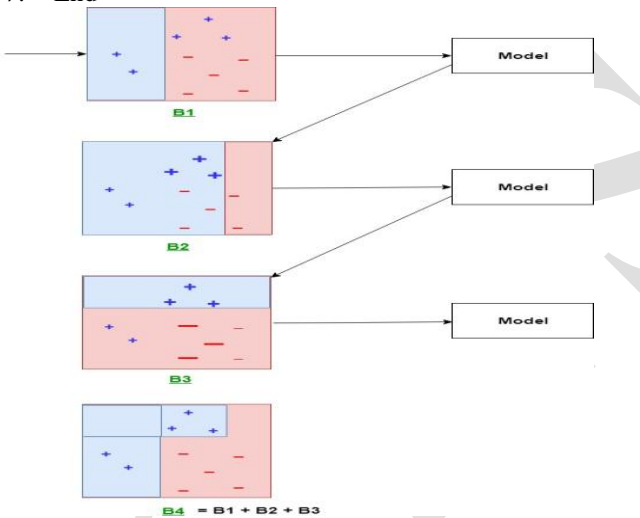 B1
Model
B2
Model
B3
Model
B4 = B1 + B2 + B3